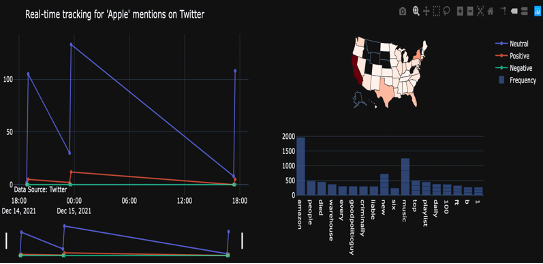 Real-time tracking for 'Apple' mentions on Twitter
100
50
0
Data Source: Twitter
18:00
Dec 14, 2021
00:00
Dec 15, 2021
06:00
12:00
18:00
Neutral
Positive
Negative
Frequency
2000
1500
1000
500
0
amazon
people
died
warehouse
every
goodpoliticguy
criminally
liable
new
six
music
top
playlist
daily
100
ft
b
1